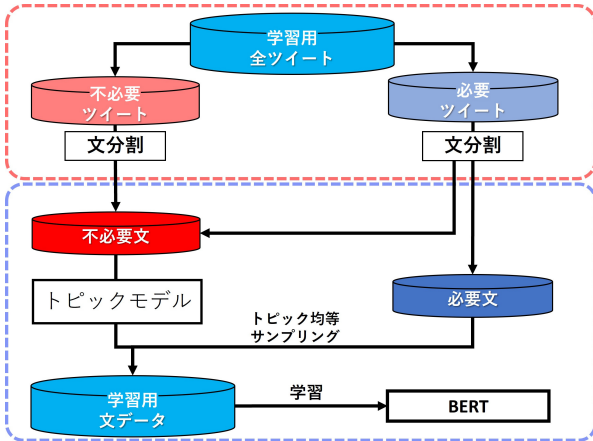 学習用
全ツイート
不必要
ツイート
必要
ツイート
文分割
文分割
不必要文
トピックモデル
必要文
トピック均等
サンプリング
学習用
文データ
学習
BERT